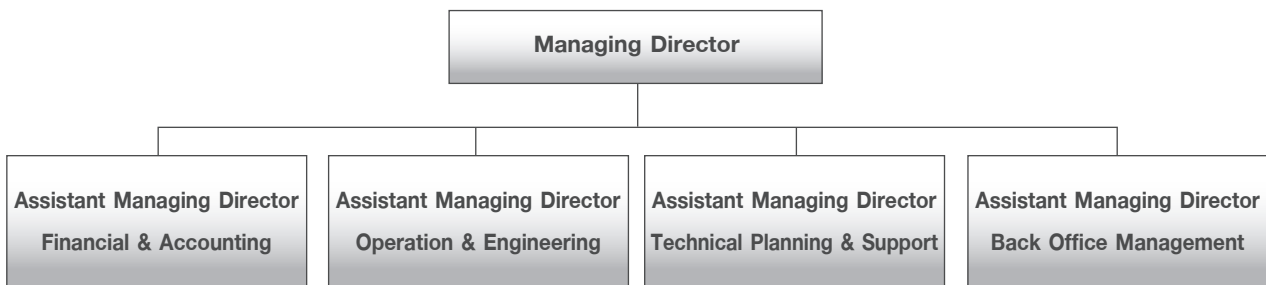 Managing Director
Assistant Managing Director
Financial & Accounting
Assistant Managing Director
Operation & Engineering
Assistant Managing Director
Technical Planning & Support
Assistant Managing Director
Back Office Management